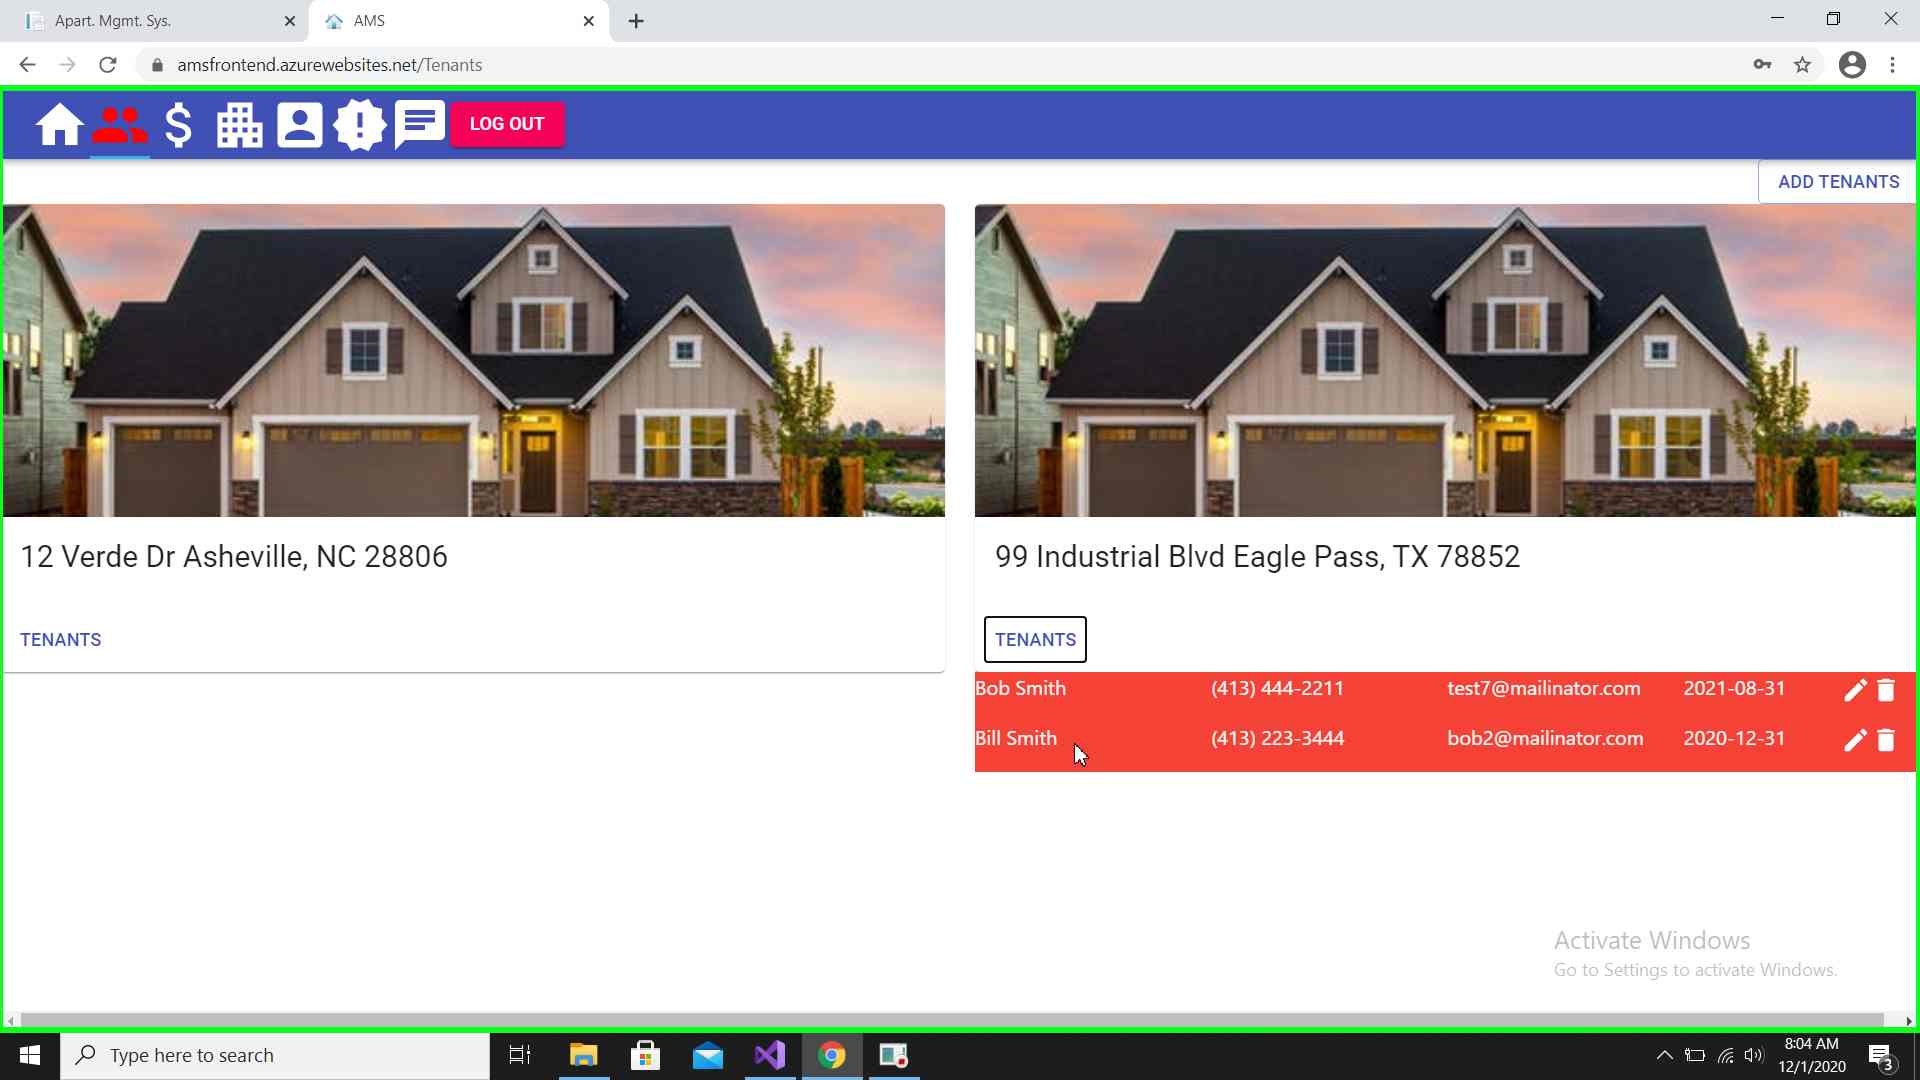 Apart. Mgmt. Sys.
AMS
amsfrontend.azurewebsites.net/Tenants
LOG OUT
ADD TENANTS
12 Verde Dr Asheville, NC 28806
TENANTS
99 Industrial Blvd Eagle Pass, TX 78852
TENANTS
Bob Smith (413) 444-2211 test7@mailinator.com 2021-08-31
Bill Smith (413) 223-3444 bob2@mailinator.com 2020-12-31
Activate Windows
Go to Settings to activate Windows.
Type here to search
8:04 AM
12/1/2020
3